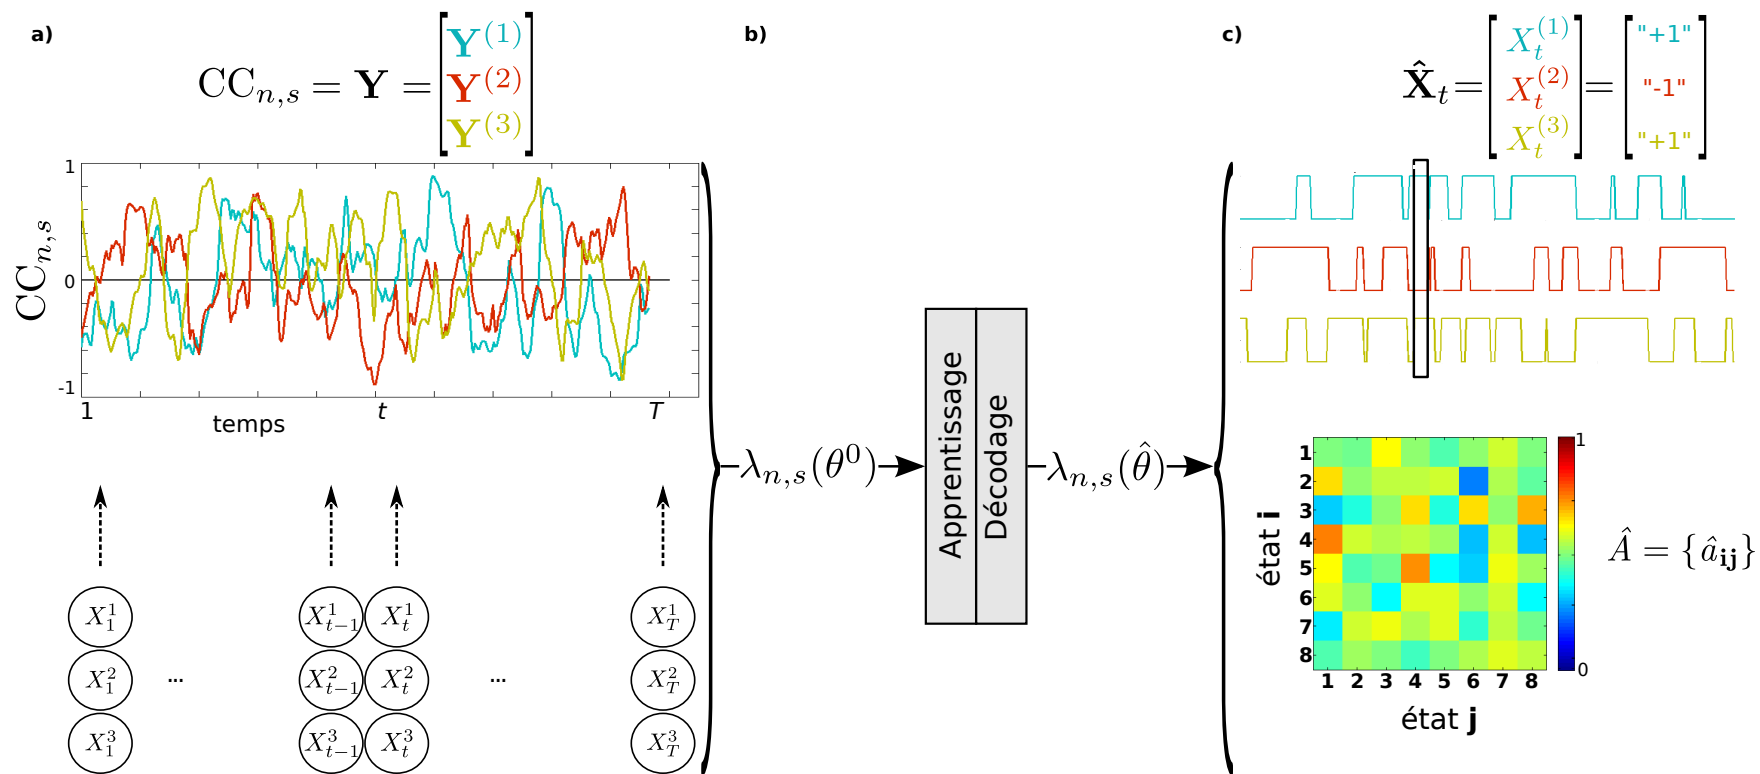 a)
CC_{n,s} = Y = [Y^{(1)} Y^{(2)} Y^{(3)}]
1
0
-1
CC_{n,s}
1 t T
temps
X_1^1 X_{t-1}^1 X_t^1 X_T^1
X_1^2 ... X_{t-1}^2 X_t^2 ... X_T^2
X_1^3 X_{t-1}^3 X_t^3 X_T^3
b)
λ_{n,s}(θ^0)
Apprentissage
Décodage
λ_{n,s}(θ̂)
c)
X̂_t = [X_t^{(1)} X_t^{(2)} X_t^{(3)}] = ["+1" "-1" "+1"]
1
2
3
4
5
6
7
8
état i
1 2 3 4 5 6 7 8
état j
1
0
Â = {â_{ij}}